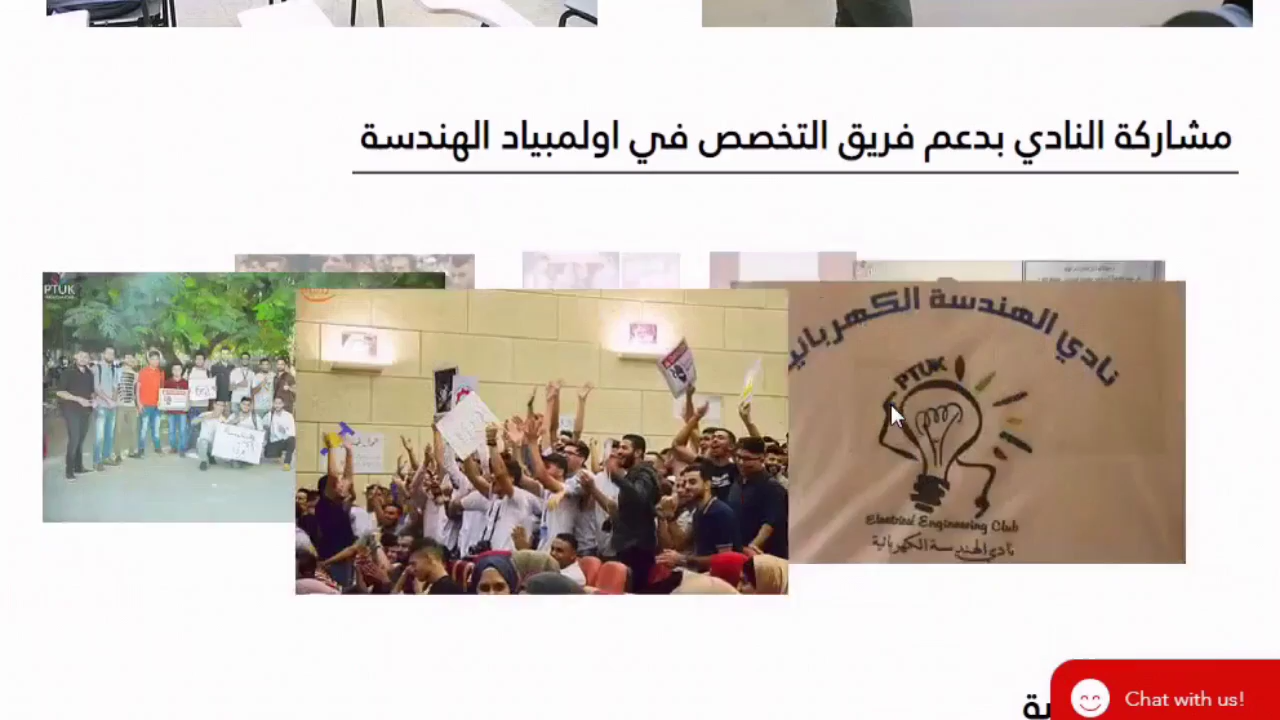 مشاركة النادي بدعم فريق التخصص في اولمبياد الهندسة
PTUK
نادي الهندسة الكهربائية
PTUK
Electrical Engineering Club
نادي الهندسة الكهربائية
Chat with us!